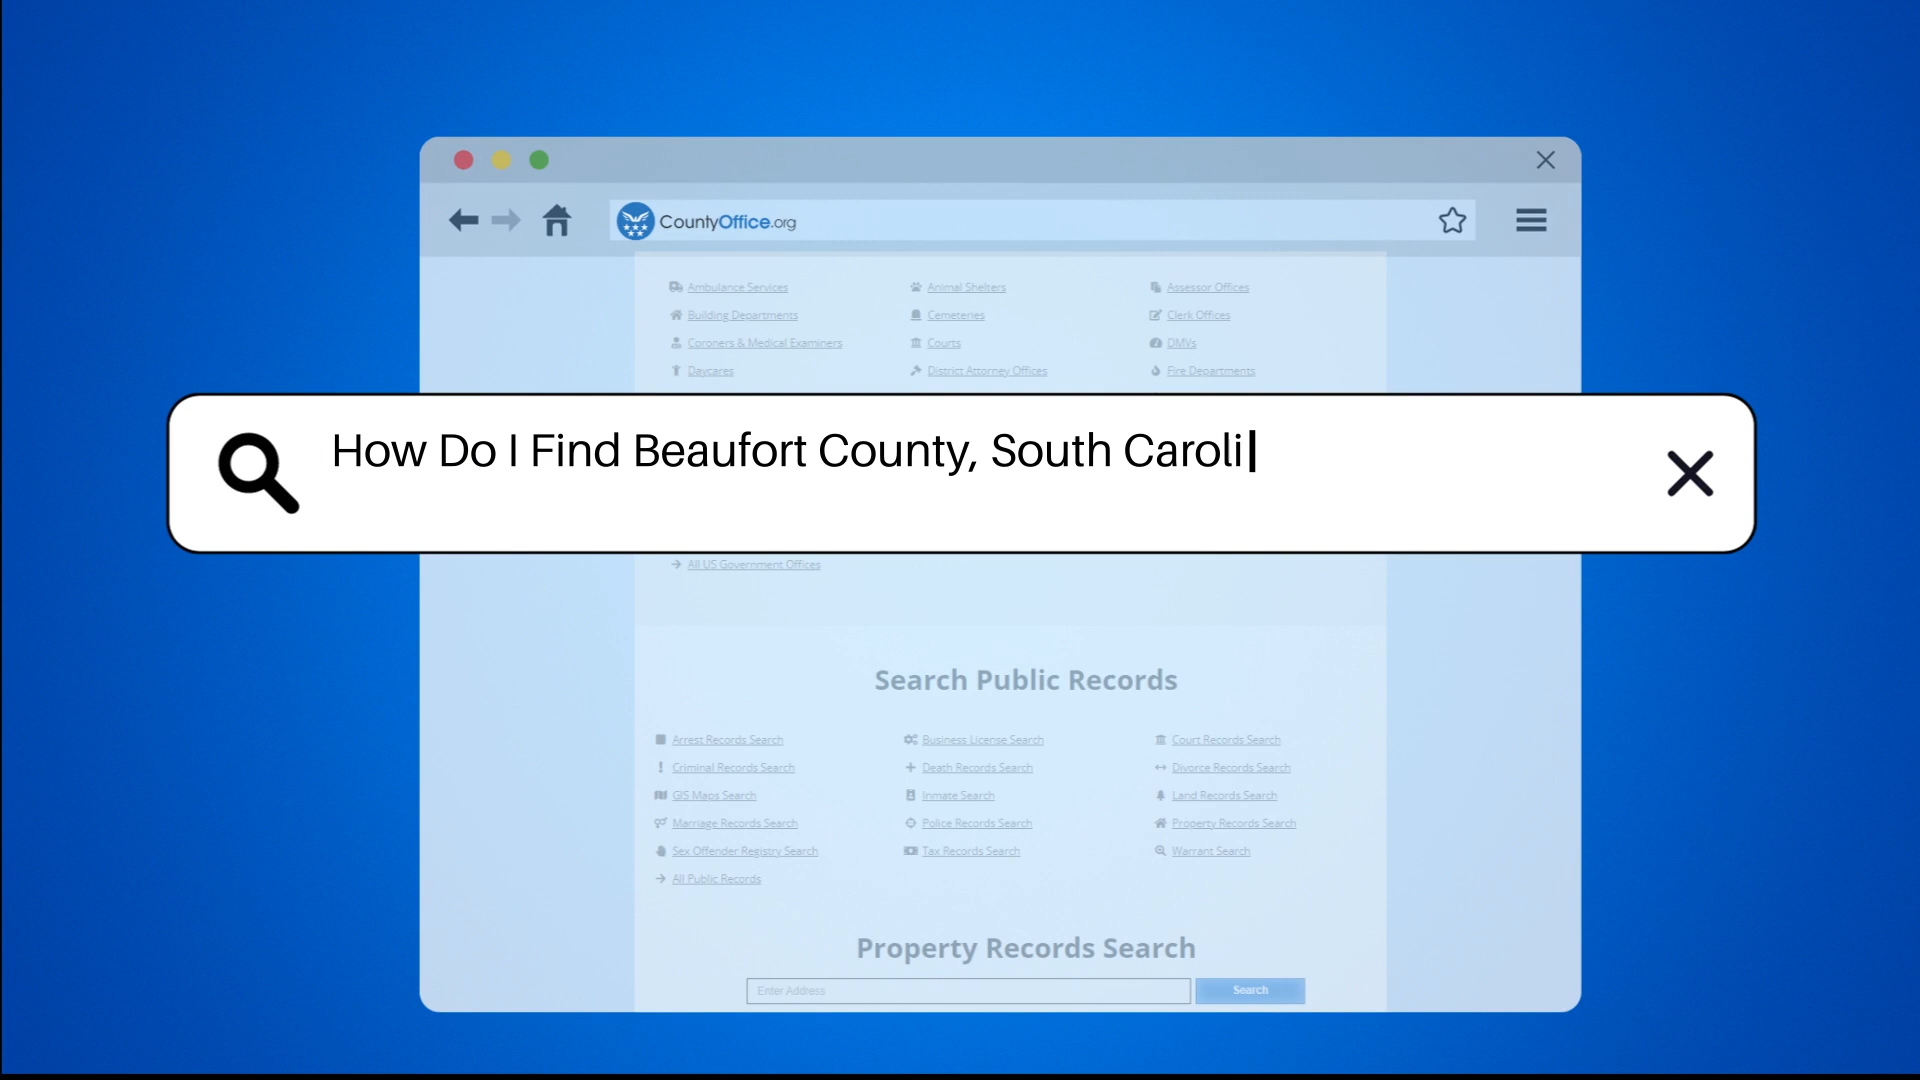 CountyOffice.org
Ambulance Services Animal Shelters Assessor Offices
Building Departments Cemeteries Clerk Offices
Coroners & Medical Examiners Courts DMVs
Daycares District Attorney Offices Fire Departments
How Do I Find Beaufort County, South Caroli
All US Government Offices
Search Public Records
Arrest Records Search Business License Search Court Records Search
Criminal Records Search Death Records Search Divorce Records Search
GIS Maps Search Inmate Search Land Records Search
Marriage Records Search Police Records Search Property Records Search
Sex Offender Registry Search Tax Records Search Warrant Search
All Public Records
Property Records Search
Enter Address Search